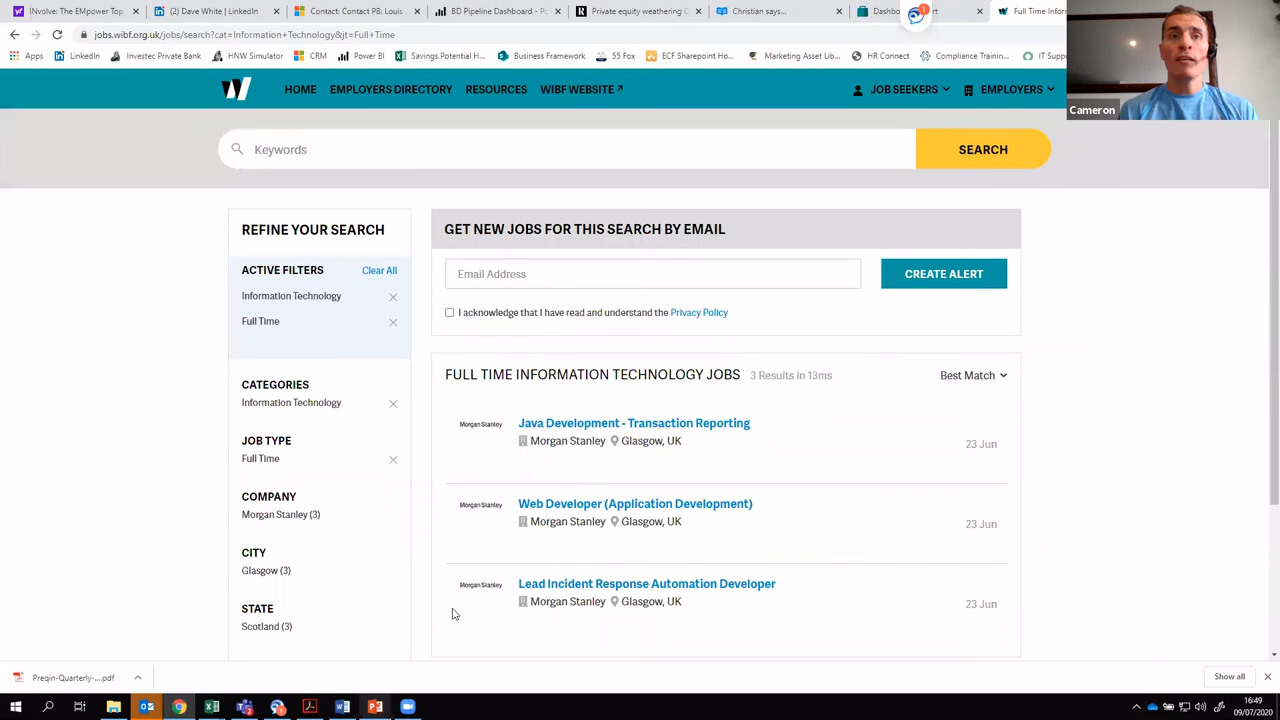 INvolve: The EMpower Top
(2) Dave White | LinkedIn
Contact: Contact PB: Louis
BD Pipeline Dashboard - Po
Private equity weathering C
Christian says...
Dashbo
Full Time Infor
jobs.wibf.org.uk/jobs/search?cat=Information+Technology&jt=Full+Time
Apps
LinkedIn
Investec Private Bank
HNW Simulator
CRM
Power BI
Savings Potential H...
Business Framework
55 Fox
ECF Sharepoint Ho...
Marketing Asset Lib...
HR Connect
Compliance Training...
IT Supp
HOME
EMPLOYERS DIRECTORY
RESOURCES
WIBF WEBSITE
JOB SEEKERS
EMPLOYERS
Cameron
Keywords
SEARCH
REFINE YOUR SEARCH
ACTIVE FILTERS
Clear All
Information Technology
Full Time
CATEGORIES
Information Technology
JOB TYPE
Full Time
COMPANY
Morgan Stanley (3)
CITY
Glasgow (3)
STATE
Scotland (3)
GET NEW JOBS FOR THIS SEARCH BY EMAIL
Email Address
CREATE ALERT
I acknowledge that I have read and understand the Privacy Policy
FULL TIME INFORMATION TECHNOLOGY JOBS 3 Results in 13ms
Best Match
Morgan Stanley
Java Development - Transaction Reporting
Morgan Stanley Glasgow, UK
23 Jun
Morgan Stanley
Web Developer (Application Development)
Morgan Stanley Glasgow, UK
23 Jun
Morgan Stanley
Lead Incident Response Automation Developer
Morgan Stanley Glasgow, UK
23 Jun
Preqin-Quarterly-....pdf
Show all
16:49
09/07/2020